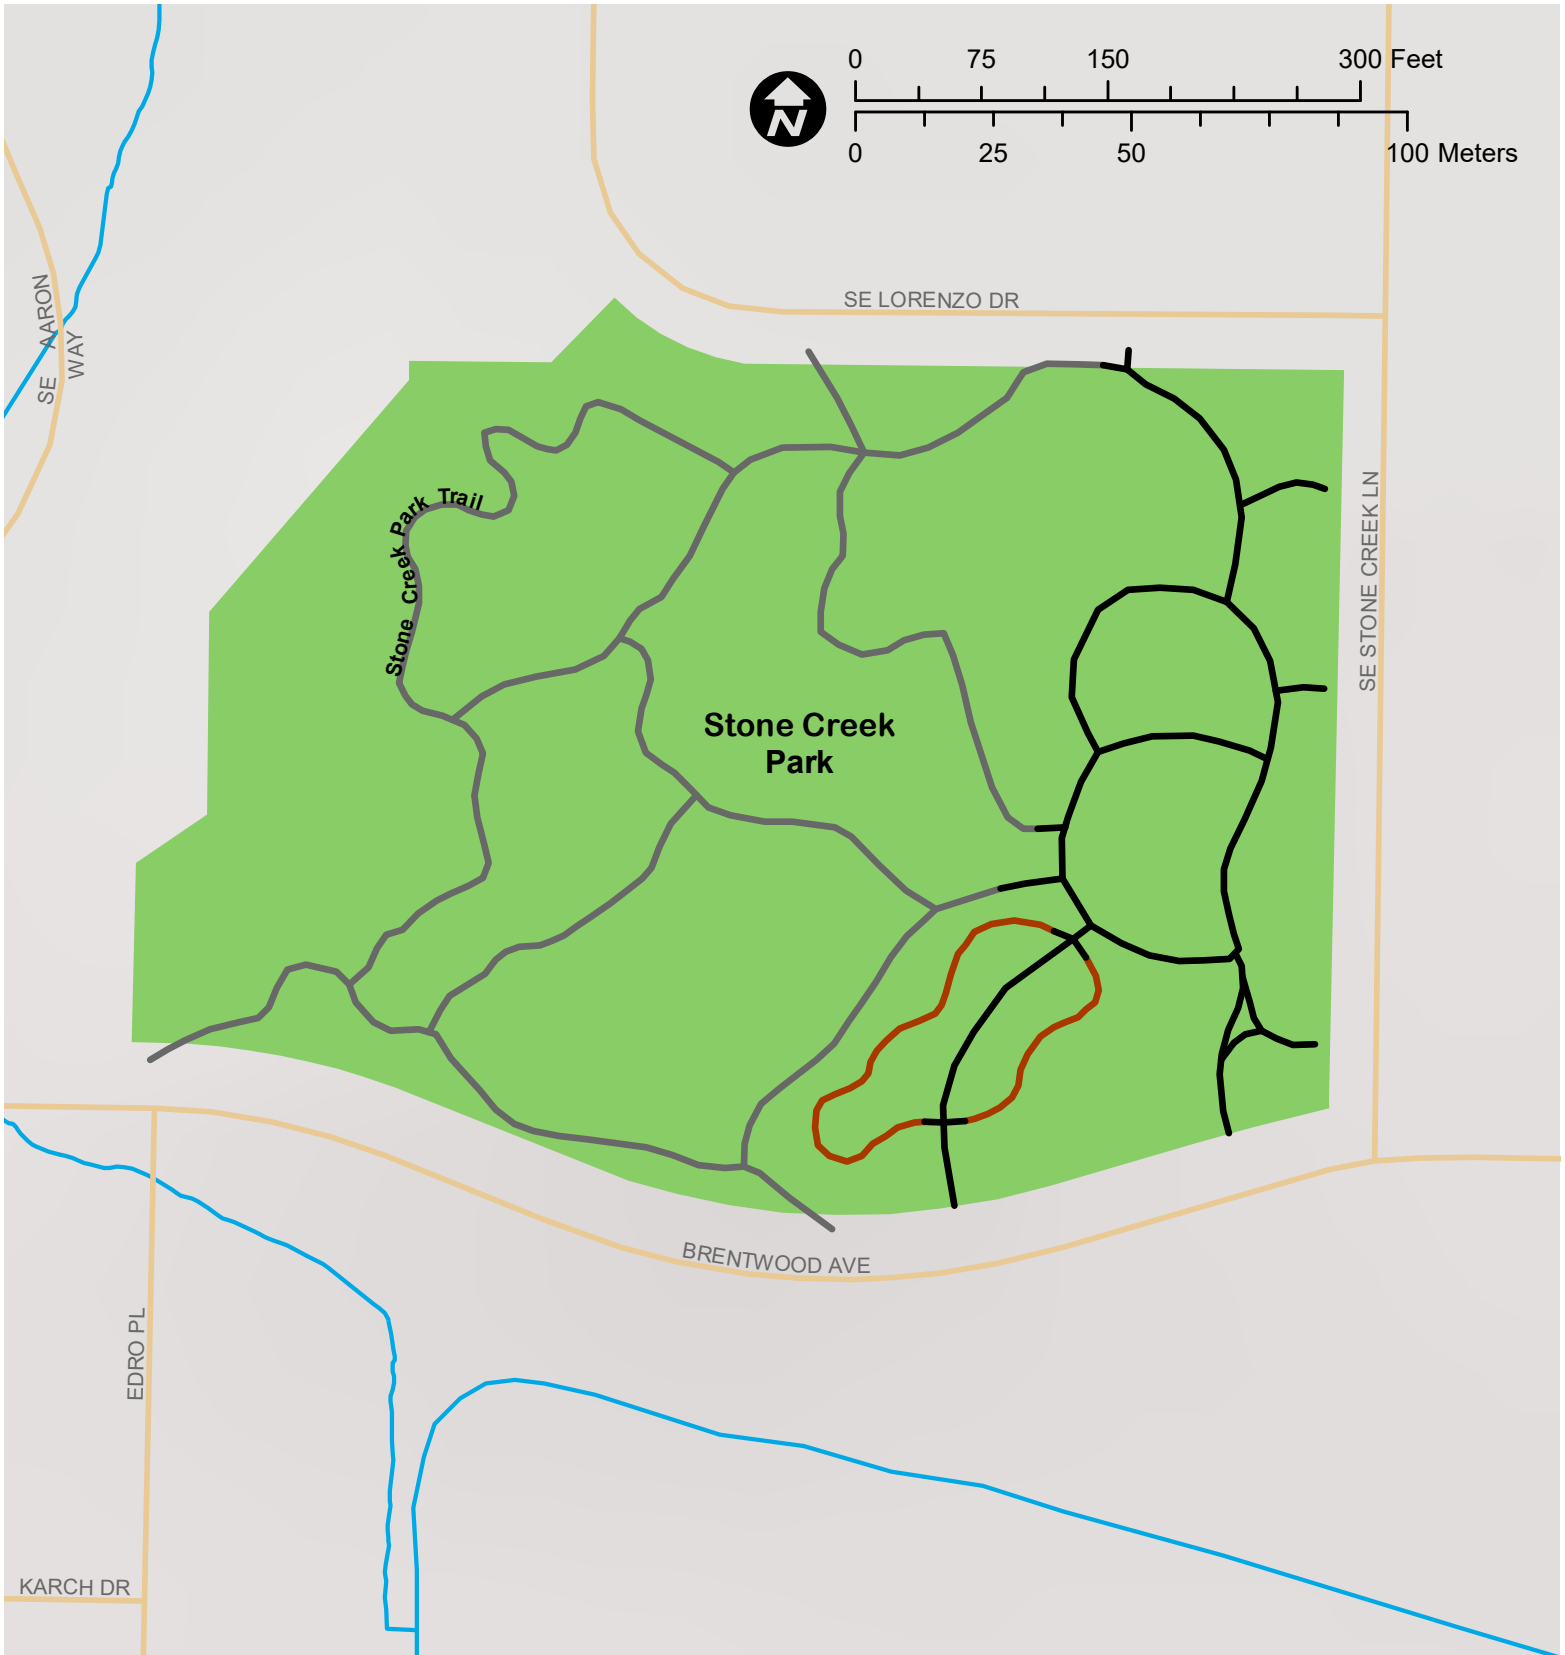 0 75 150 300 Feet
N
0 25 50 100 Meters
SE AARON
WAY
SE LORENZO DR
Stone Creek Park Trail
SE STONE CREEK LN
Stone Creek
Park
BRENTWOOD AVE
EDRO PL
KARCH DR